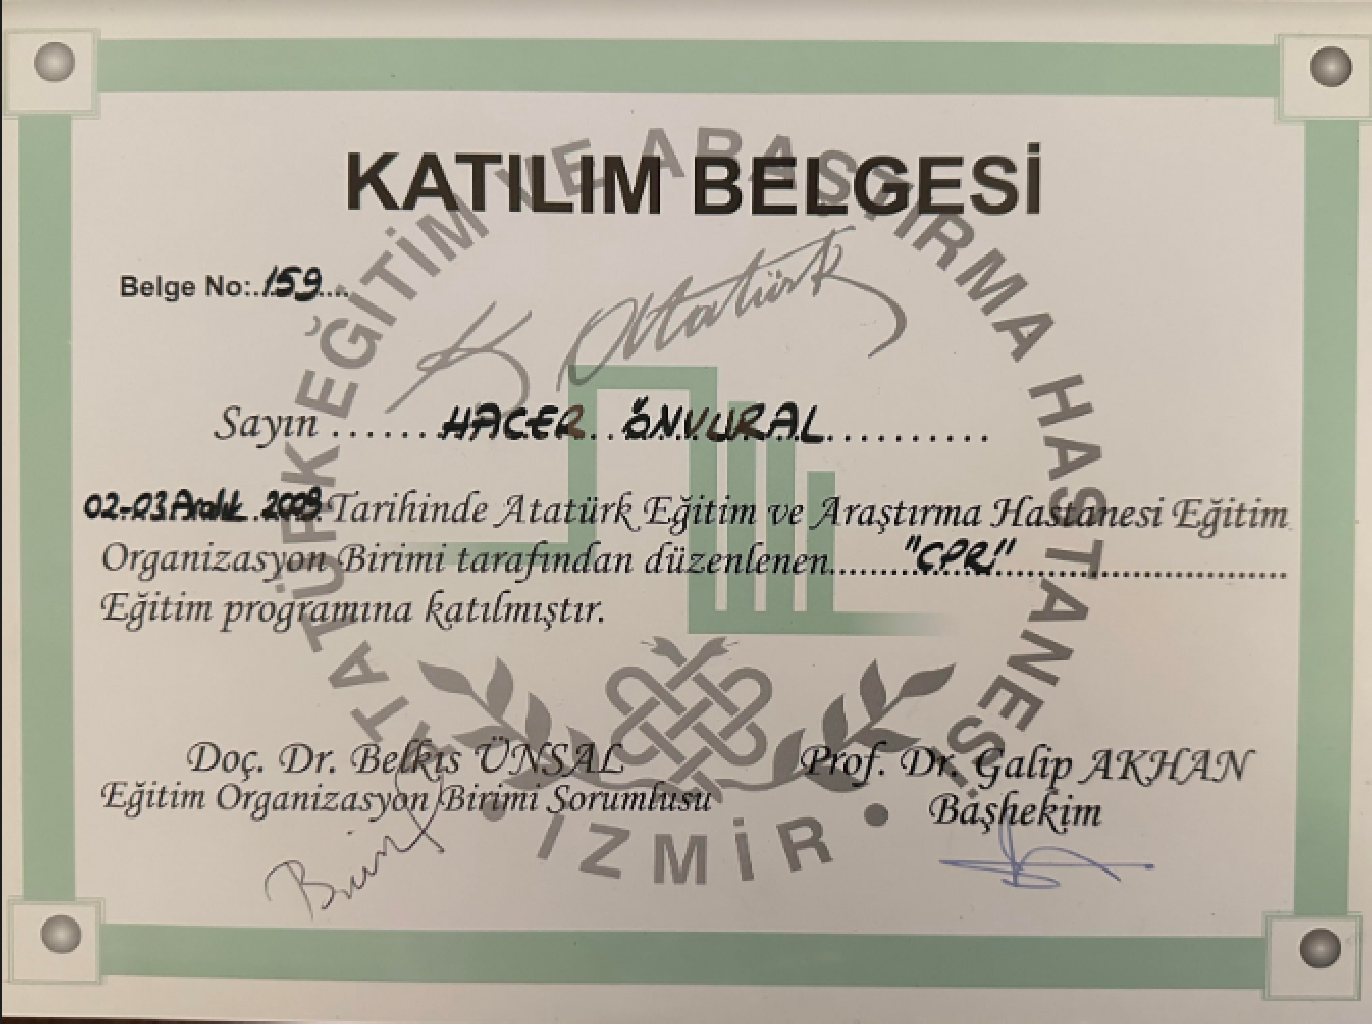 KATILIM BELGESİ
Belge No:..159....
K. Atatürk
Sayın ....... HACER .. ÖNVURAL ..........
02-03 Aralık 2009 Tarihinde Atatürk Eğitim ve Araştırma Hastanesi Eğitim
Organizasyon Birimi tarafından düzenlenen........"CPR"..............................
Eğitim programına katılmıştır.
Doç. Dr. Belkıs ÜNSAL
Eğitim Organizasyon Birimi Sorumlusu
Prof. Dr. Galip AKHAN
Başhekim
ATATÜRK EĞİTİM VE ARAŞTIRMA HASTANESİ
• İZMİR •